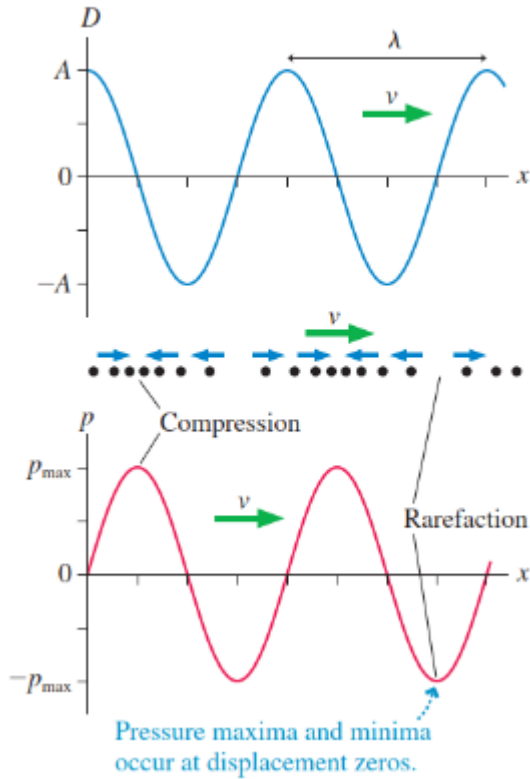 D
λ
A
v
0
x
−A
v
p
Compression
p_max
v
Rarefaction
0
x
−p_max
Pressure maxima and minima
occur at displacement zeros.